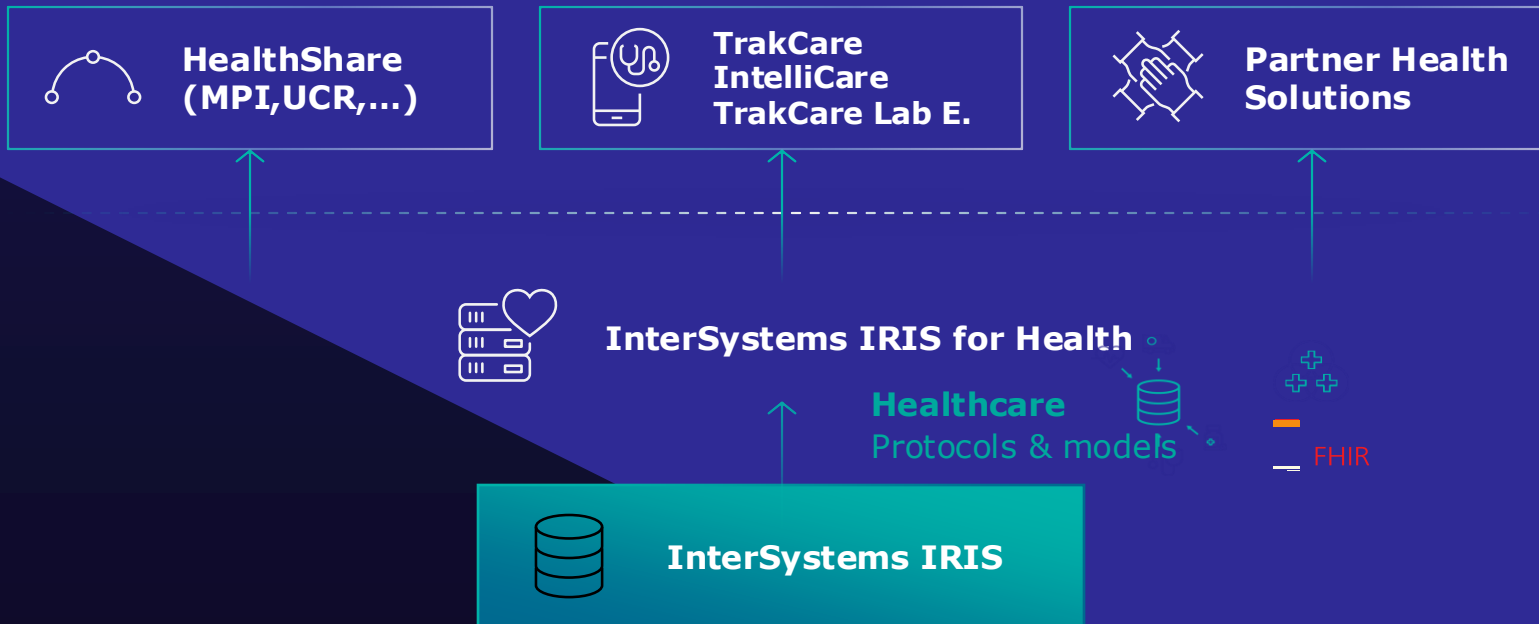 HealthShare
(MPI,UCR,...)
TrakCare
IntelliCare
TrakCare Lab E.
Partner Health
Solutions
InterSystems IRIS for Health
Healthcare
Protocols & models
FHIR
InterSystems IRIS